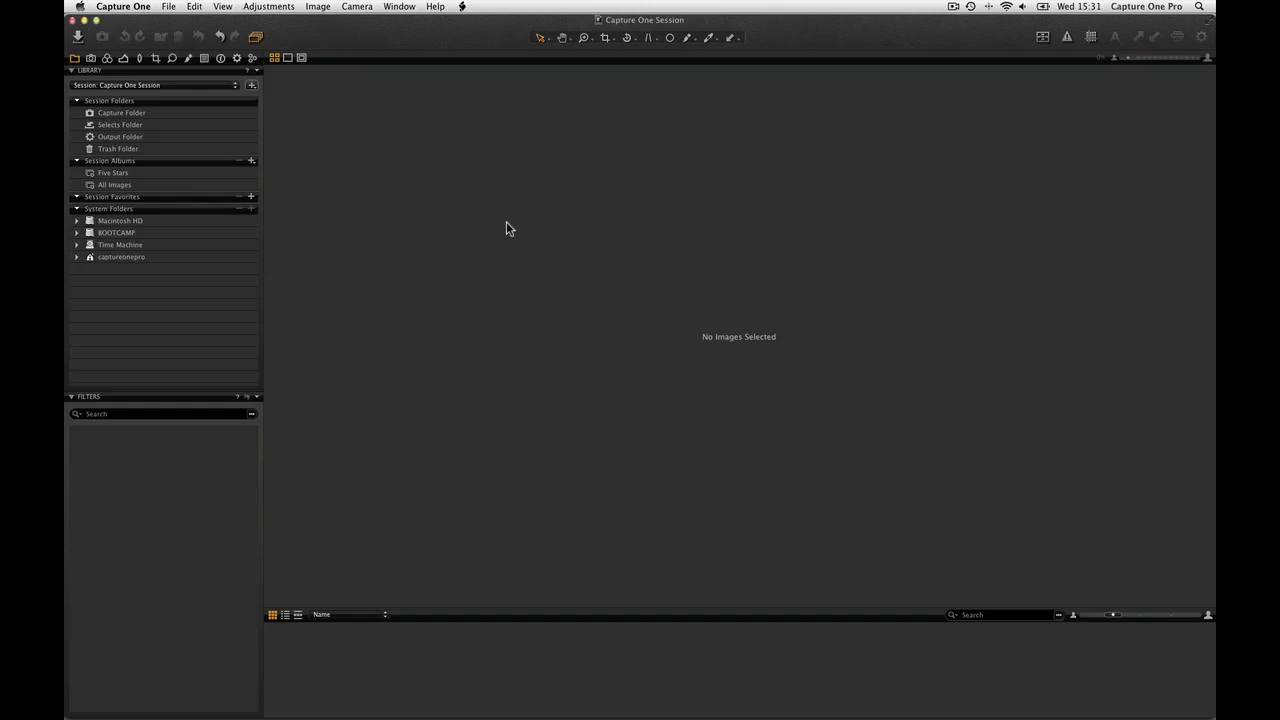 Capture One File Edit View Adjustments Image Camera Window Help Wed 15:31 Capture One Pro
Capture One Session
LIBRARY ?
Session: Capture One Session
Session Folders
Capture Folder
Selects Folder
Output Folder
Trash Folder
Session Albums
Five Stars
All Images
Session Favorites
System Folders
Macintosh HD
BOOTCAMP
Time Machine
captureonepro
No Images Selected
FILTERS ?
Search
Name
Search